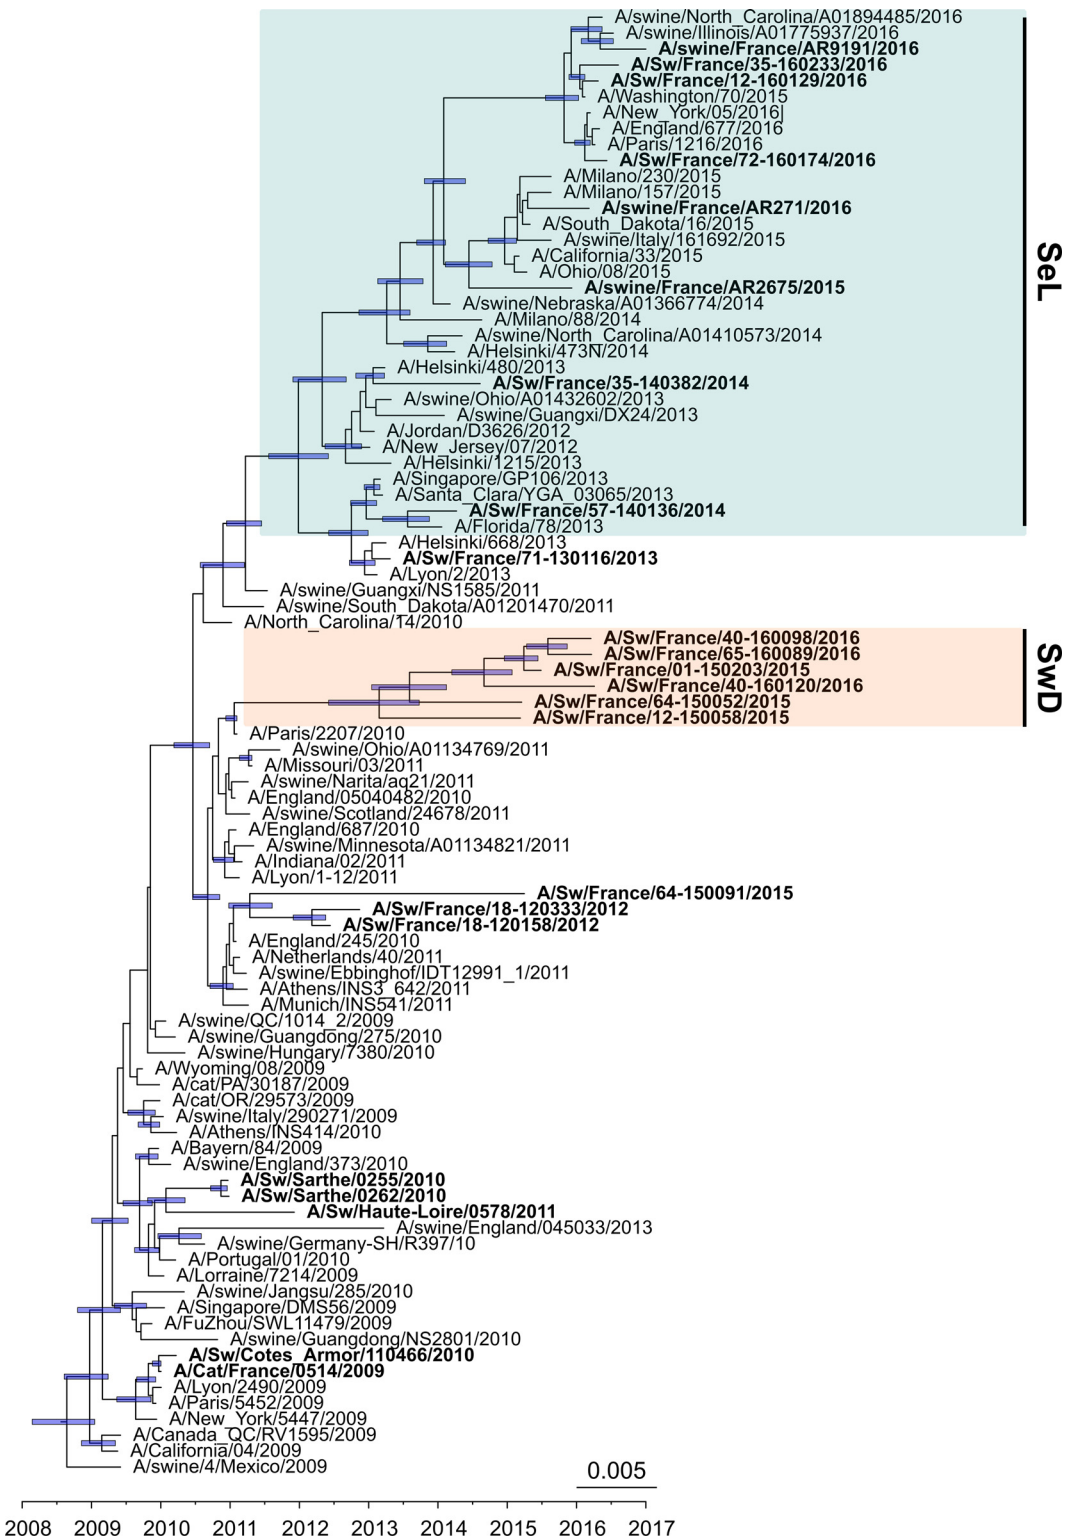 A/swine/North_Carolina/A01894485/2016
A/swine/Illinois/A01775937/2016
A/swine/France/AR9191/2016
A/Sw/France/35-160233/2016
A/Sw/France/12-160129/2016
A/Washington/70/2015
A/New_York/05/2016|
A/England/677/2016
A/Paris/1216/2016
A/Sw/France/72-160174/2016
A/Milano/230/2015
A/Milano/157/2015
A/swine/France/AR271/2016
A/South_Dakota/16/2015
A/swine/Italy/161692/2015
A/California/33/2015
A/Ohio/08/2015
A/swine/France/AR2675/2015
A/swine/Nebraska/A01366774/2014
A/Milano/88/2014
A/swine/North_Carolina/A01410573/2014
A/Helsinki/473N/2014
A/Helsinki/480/2013
A/Sw/France/35-140382/2014
A/swine/Ohio/A01432602/2013
A/swine/Guangxi/DX24/2013
A/Jordan/D3626/2012
A/New_Jersey/07/2012
A/Helsinki/1215/2013
A/Singapore/GP106/2013
A/Santa_Clara/YGA_03065/2013
A/Sw/France/57-140136/2014
A/Florida/78/2013
SeL
A/Helsinki/668/2013
A/Sw/France/71-130116/2013
A/Lyon/2/2013
A/swine/Guangxi/NS1585/2011
A/swine/South_Dakota/A01201470/2011
A/North_Carolina/14/2010
A/Sw/France/40-160098/2016
A/Sw/France/65-160089/2016
A/Sw/France/01-150203/2015
A/Sw/France/40-160120/2016
A/Sw/France/64-150052/2015
A/Sw/France/12-150058/2015
SwD
A/Paris/2207/2010
A/swine/Ohio/A01134769/2011
A/Missouri/03/2011
A/swine/Narita/aq21/2011
A/England/05040482/2010
A/swine/Scotland/24678/2011
A/England/687/2010
A/swine/Minnesota/A01134821/2011
A/Indiana/02/2011
A/Lyon/1-12/2011
A/Sw/France/64-150091/2015
A/Sw/France/18-120333/2012
A/Sw/France/18-120158/2012
A/England/245/2010
A/Netherlands/40/2011
A/swine/Ebbinghof/IDT12991_1/2011
A/Athens/INS3_642/2011
A/Munich/INS541/2011
A/swine/QC/1014_2/2009
A/swine/Guangdong/275/2010
A/swine/Hungary/7380/2010
A/Wyoming/08/2009
A/cat/PA/30187/2009
A/cat/OR/29573/2009
A/swine/Italy/290271/2009
A/Athens/INS414/2010
A/Bayern/84/2009
A/swine/England/373/2010
A/Sw/Sarthe/0255/2010
A/Sw/Sarthe/0262/2010
A/Sw/Haute-Loire/0578/2011
A/swine/England/045033/2013
A/swine/Germany-SH/R397/10
A/Portugal/01/2010
A/Lorraine/7214/2009
A/swine/Jangsu/285/2010
A/Singapore/DMS56/2009
A/FuZhou/SWL11479/2009
A/swine/Guangdong/NS2801/2010
A/Sw/Cotes_Armor/110466/2010
A/Cat/France/0514/2009
A/Lyon/2490/2009
A/Paris/5452/2009
A/New_York/5447/2009
A/Canada_QC/RV1595/2009
A/California/04/2009
A/swine/4/Mexico/2009
0.005
2008 2009 2010 2011 2012 2013 2014 2015 2016 2017